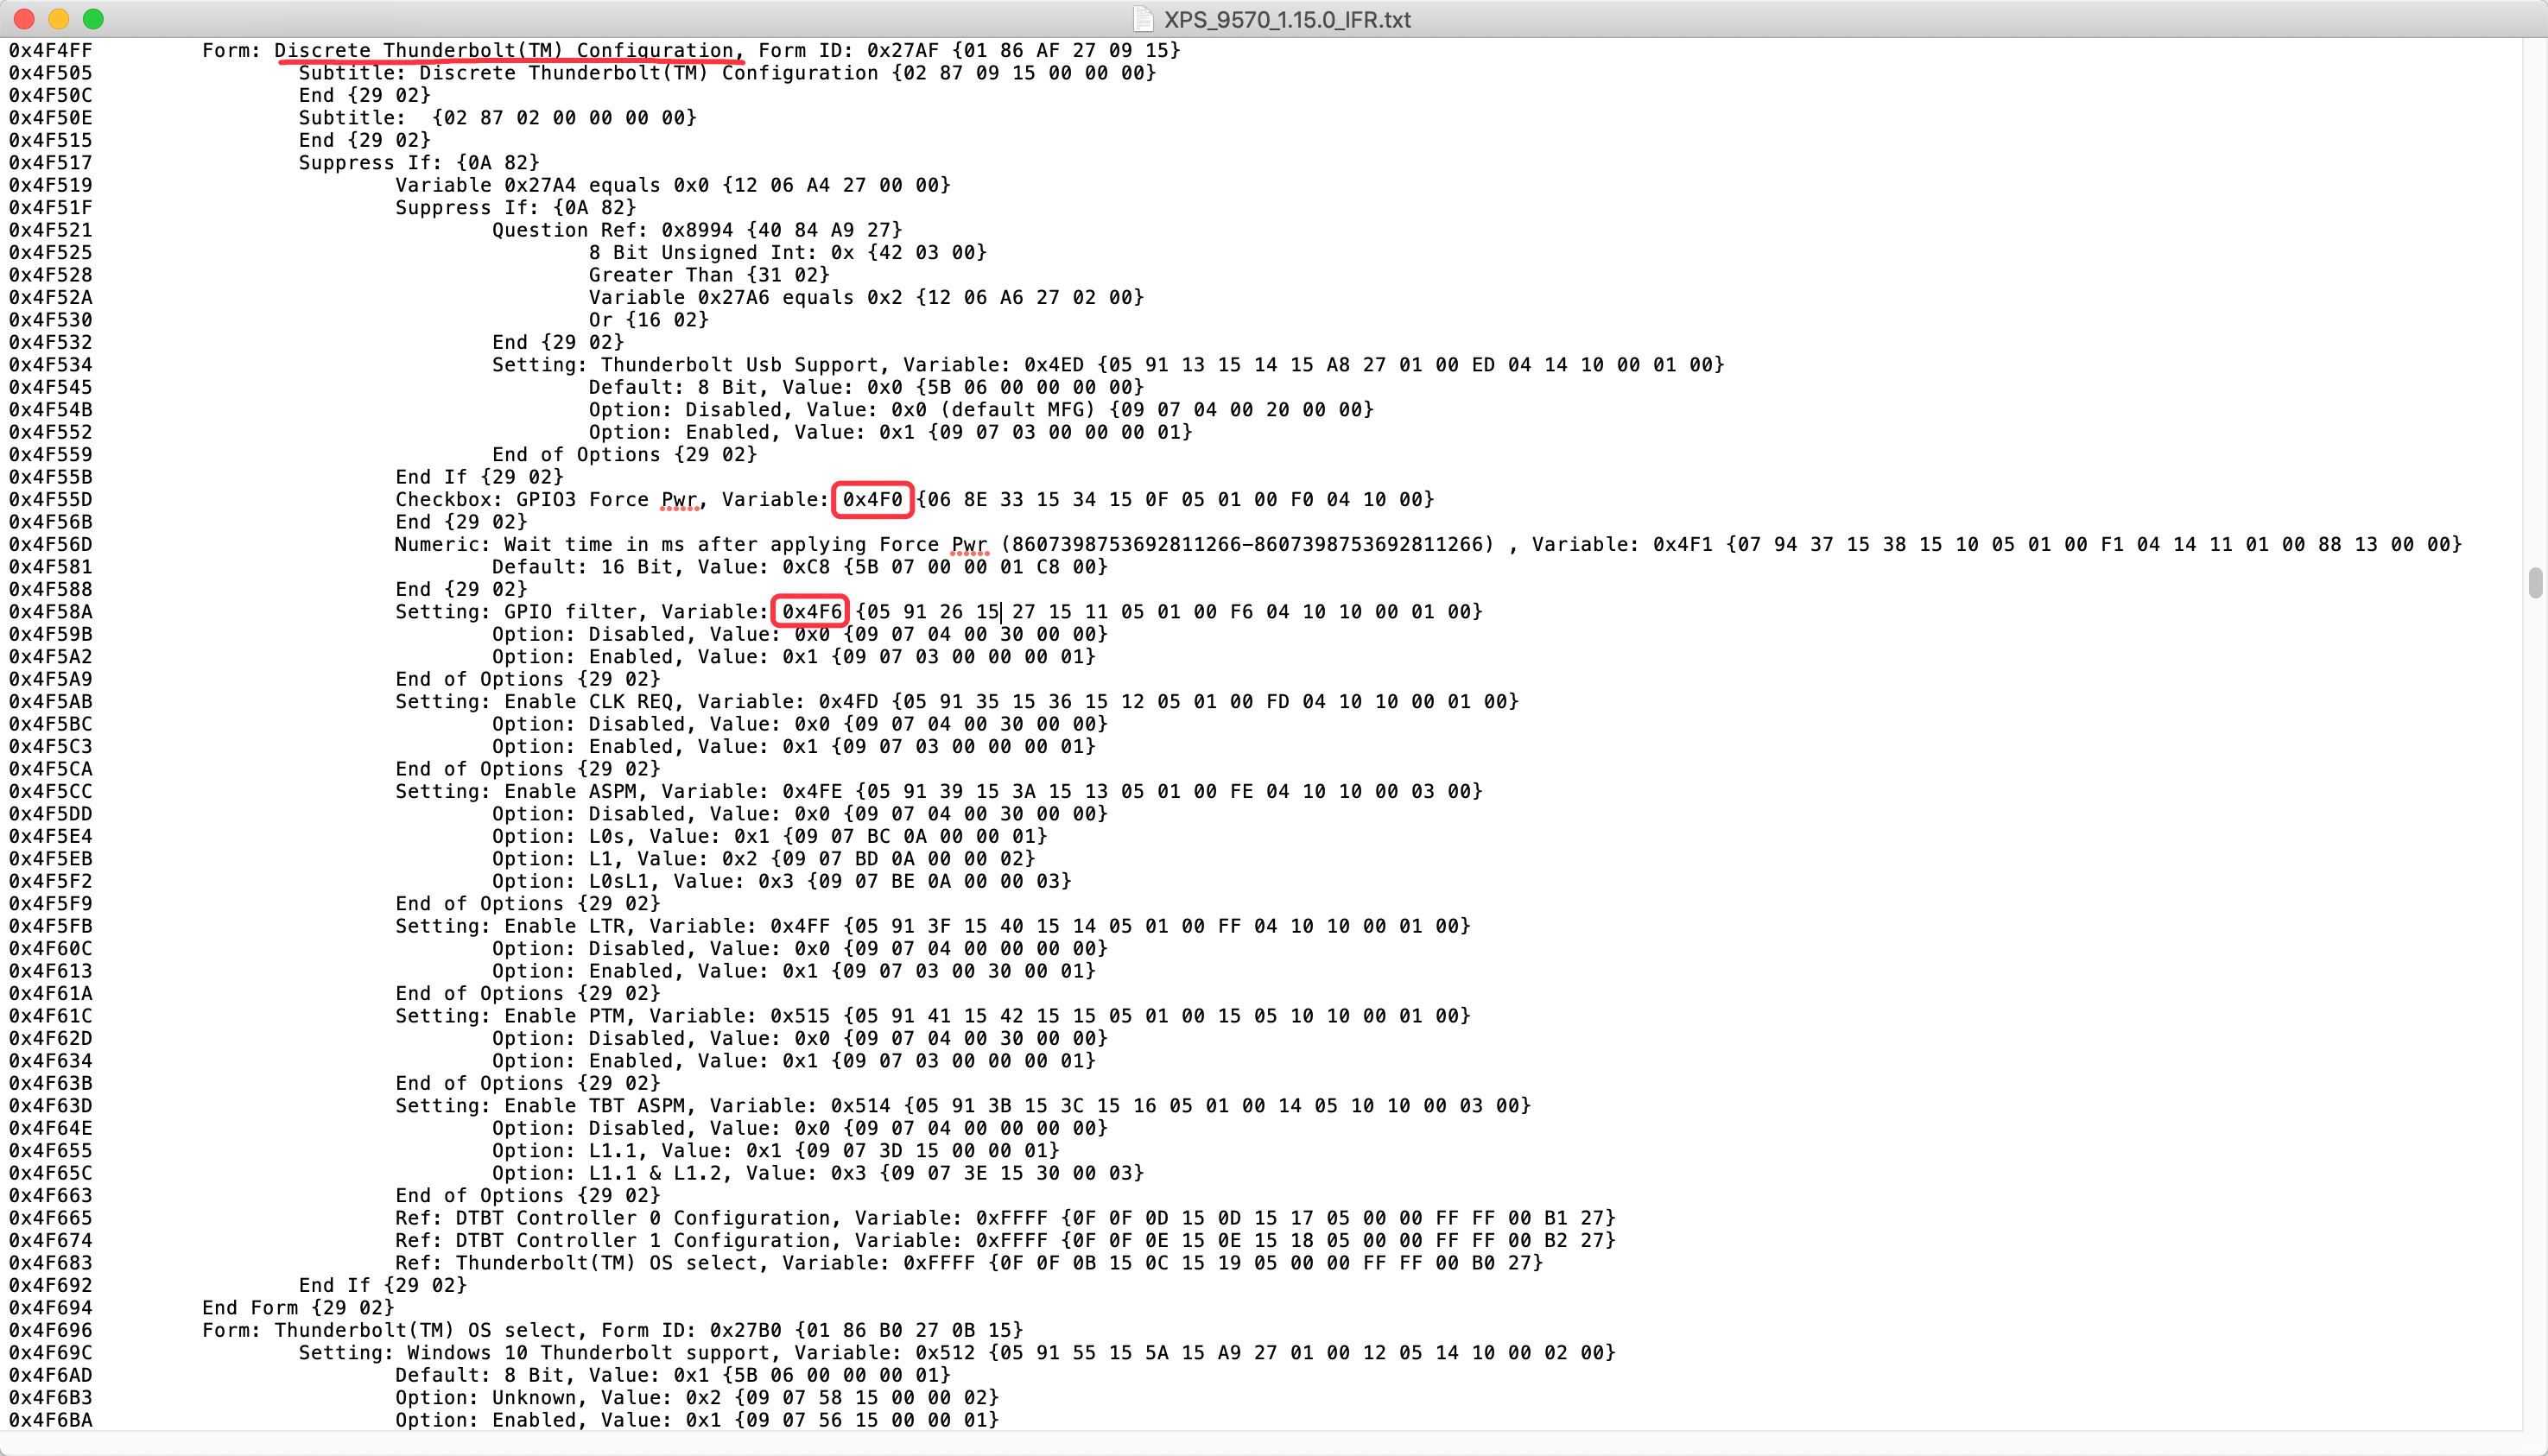 XPS_9570_1.15.0_IFR.txt
0x4F4FF Form: Discrete Thunderbolt(TM) Configuration, Form ID: 0x27AF {01 86 AF 27 09 15}
0x4F505 Subtitle: Discrete Thunderbolt(TM) Configuration {02 87 09 15 00 00 00}
0x4F50C End {29 02}
0x4F50E Subtitle: {02 87 02 00 00 00 00}
0x4F515 End {29 02}
0x4F517 Suppress If: {0A 82}
0x4F519 Variable 0x27A4 equals 0x0 {12 06 A4 27 00 00}
0x4F51F Suppress If: {0A 82}
0x4F521 Question Ref: 0x8994 {40 84 A9 27}
0x4F525 8 Bit Unsigned Int: 0x {42 03 00}
0x4F528 Greater Than {31 02}
0x4F52A Variable 0x27A6 equals 0x2 {12 06 A6 27 02 00}
0x4F530 Or {16 02}
0x4F532 End {29 02}
0x4F534 Setting: Thunderbolt Usb Support, Variable: 0x4ED {05 91 13 15 14 15 A8 27 01 00 ED 04 14 10 00 01 00}
0x4F545 Default: 8 Bit, Value: 0x0 {5B 06 00 00 00 00}
0x4F54B Option: Disabled, Value: 0x0 (default MFG) {09 07 04 00 20 00 00}
0x4F552 Option: Enabled, Value: 0x1 {09 07 03 00 00 00 01}
0x4F559 End of Options {29 02}
0x4F55B End If {29 02}
0x4F55D Checkbox: GPIO3 Force Pwr, Variable: 0x4F0 {06 8E 33 15 34 15 0F 05 01 00 F0 04 10 00}
0x4F56B End {29 02}
0x4F56D Numeric: Wait time in ms after applying Force Pwr (8607398753692811266-8607398753692811266) , Variable: 0x4F1 {07 94 37 15 38 15 10 05 01 00 F1 04 14 11 01 00 88 13 00 00}
0x4F581 Default: 16 Bit, Value: 0xC8 {5B 07 00 00 01 C8 00}
0x4F588 End {29 02}
0x4F58A Setting: GPIO filter, Variable: 0x4F6 {05 91 26 15 27 15 11 05 01 00 F6 04 10 10 00 01 00}
0x4F59B Option: Disabled, Value: 0x0 {09 07 04 00 30 00 00}
0x4F5A2 Option: Enabled, Value: 0x1 {09 07 03 00 00 00 01}
0x4F5A9 End of Options {29 02}
0x4F5AB Setting: Enable CLK REQ, Variable: 0x4FD {05 91 35 15 36 15 12 05 01 00 FD 04 10 10 00 01 00}
0x4F5BC Option: Disabled, Value: 0x0 {09 07 04 00 30 00 00}
0x4F5C3 Option: Enabled, Value: 0x1 {09 07 03 00 00 00 01}
0x4F5CA End of Options {29 02}
0x4F5CC Setting: Enable ASPM, Variable: 0x4FE {05 91 39 15 3A 15 13 05 01 00 FE 04 10 10 00 03 00}
0x4F5DD Option: Disabled, Value: 0x0 {09 07 04 00 30 00 00}
0x4F5E4 Option: L0s, Value: 0x1 {09 07 BC 0A 00 00 01}
0x4F5EB Option: L1, Value: 0x2 {09 07 BD 0A 00 00 02}
0x4F5F2 Option: L0sL1, Value: 0x3 {09 07 BE 0A 00 00 03}
0x4F5F9 End of Options {29 02}
0x4F5FB Setting: Enable LTR, Variable: 0x4FF {05 91 3F 15 40 15 14 05 01 00 FF 04 10 10 00 01 00}
0x4F60C Option: Disabled, Value: 0x0 {09 07 04 00 00 00 00}
0x4F613 Option: Enabled, Value: 0x1 {09 07 03 00 30 00 01}
0x4F61A End of Options {29 02}
0x4F61C Setting: Enable PTM, Variable: 0x515 {05 91 41 15 42 15 15 05 01 00 15 05 10 10 00 01 00}
0x4F62D Option: Disabled, Value: 0x0 {09 07 04 00 30 00 00}
0x4F634 Option: Enabled, Value: 0x1 {09 07 03 00 00 00 01}
0x4F63B End of Options {29 02}
0x4F63D Setting: Enable TBT ASPM, Variable: 0x514 {05 91 3B 15 3C 15 16 05 01 00 14 05 10 10 00 03 00}
0x4F64E Option: Disabled, Value: 0x0 {09 07 04 00 00 00 00}
0x4F655 Option: L1.1, Value: 0x1 {09 07 3D 15 00 00 01}
0x4F65C Option: L1.1 & L1.2, Value: 0x3 {09 07 3E 15 30 00 03}
0x4F663 End of Options {29 02}
0x4F665 Ref: DTBT Controller 0 Configuration, Variable: 0xFFFF {0F 0F 0D 15 0D 15 17 05 00 00 FF FF 00 B1 27}
0x4F674 Ref: DTBT Controller 1 Configuration, Variable: 0xFFFF {0F 0F 0E 15 0E 15 18 05 00 00 FF FF 00 B2 27}
0x4F683 Ref: Thunderbolt(TM) OS select, Variable: 0xFFFF {0F 0F 0B 15 0C 15 19 05 00 00 FF FF 00 B0 27}
0x4F692 End If {29 02}
0x4F694 End Form {29 02}
0x4F696 Form: Thunderbolt(TM) OS select, Form ID: 0x27B0 {01 86 B0 27 0B 15}
0x4F69C Setting: Windows 10 Thunderbolt support, Variable: 0x512 {05 91 55 15 5A 15 A9 27 01 00 12 05 14 10 00 02 00}
0x4F6AD Default: 8 Bit, Value: 0x1 {5B 06 00 00 00 01}
0x4F6B3 Option: Unknown, Value: 0x2 {09 07 58 15 00 00 02}
0x4F6BA Option: Enabled, Value: 0x1 {09 07 56 15 00 00 01}